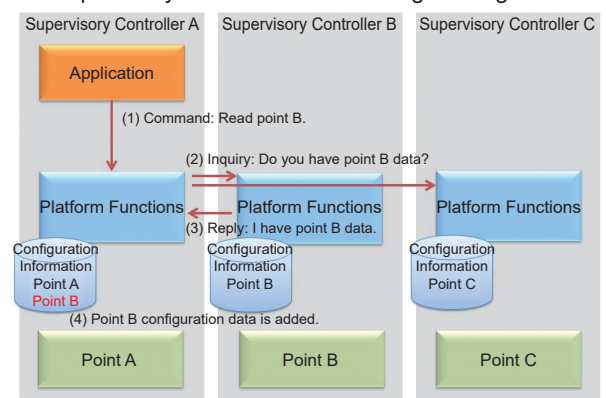 Supervisory Controller A
Supervisory Controller B
Supervisory Controller C
Application
(1) Command: Read point B.
(2) Inquiry: Do you have point B data?
Platform Functions
Platform Functions
Platform Functions
(3) Reply: I have point B data.
Configuration
Information
Point A
Point B
Configuration
Information
Point B
Configuration
Information
Point C
(4) Point B configuration data is added.
Point A
Point B
Point C